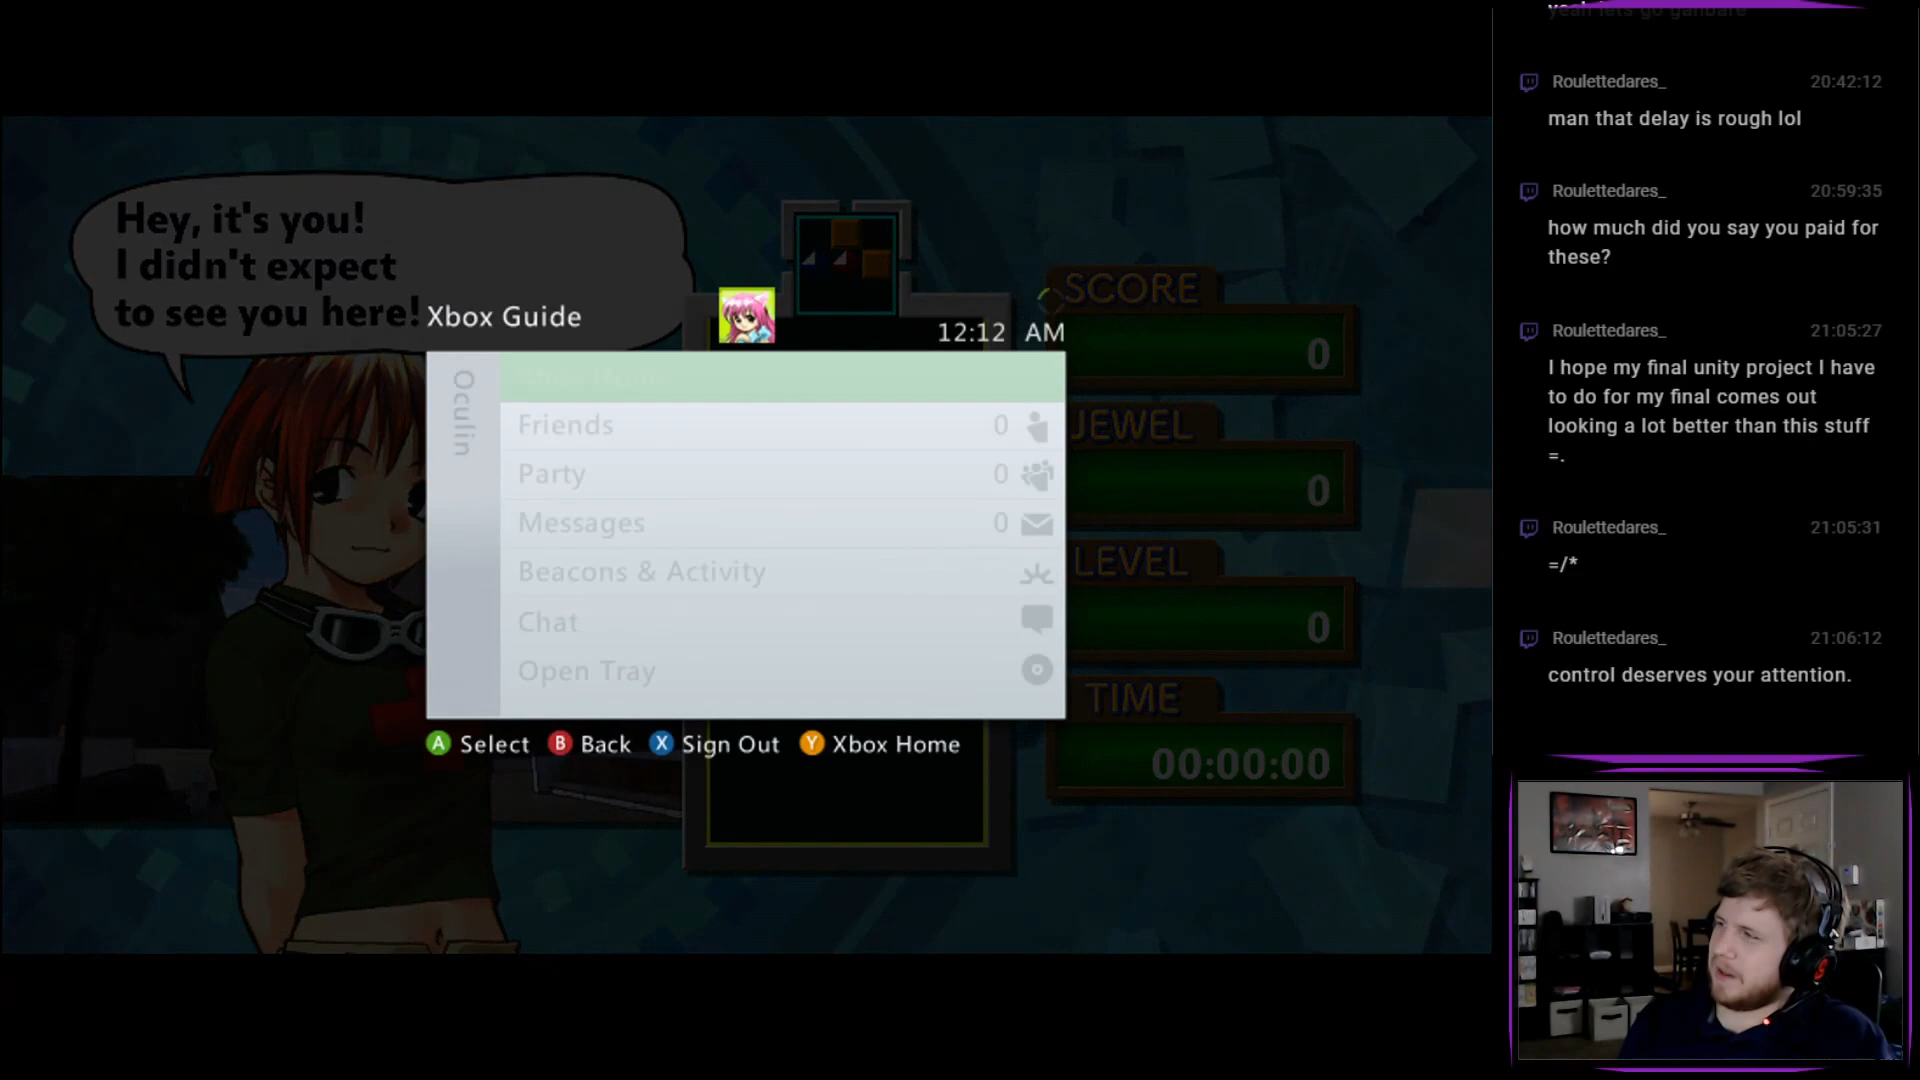 Hey, it's you!
I didn't expect
to see you here!
Xbox Guide
12:12 AM
Oculin
Friends 0
Party 0
Messages 0
Beacons & Activity
Chat
Open Tray
A Select B Back X Sign Out Y Xbox Home
SCORE
0
JEWEL
0
LEVEL
0
TIME
00:00:00
yeah lets go ganbare
Roulettedares_ 20:42:12
man that delay is rough lol
Roulettedares_ 20:59:35
how much did you say you paid for
these?
Roulettedares_ 21:05:27
I hope my final unity project I have
to do for my final comes out
looking a lot better than this stuff
=.
Roulettedares_ 21:05:31
=/*
Roulettedares_ 21:06:12
control deserves your attention.